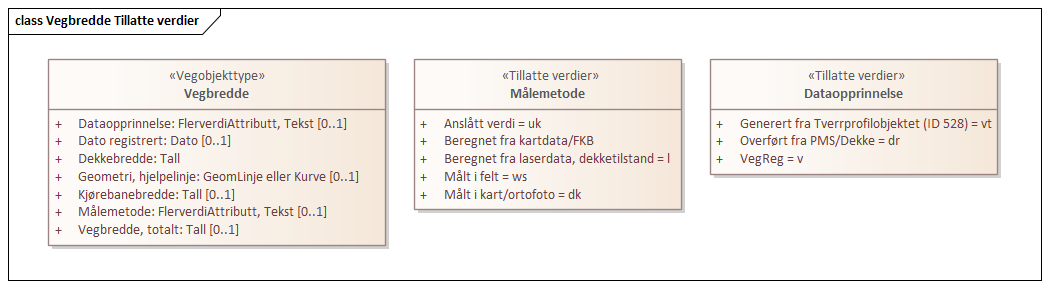 class Vegbredde Tillatte verdier
«Vegobjekttype»
Vegbredde
+ Dataopprinnelse: FlerverdiAttributt, Tekst [0..1]
+ Dato registrert: Dato [0..1]
+ Dekkebredde: Tall
+ Geometri, hjelpelinje: GeomLinje eller Kurve [0..1]
+ Kjørebanebredde: Tall [0..1]
+ Målemetode: FlerverdiAttributt, Tekst [0..1]
+ Vegbredde, totalt: Tall [0..1]
«Tillatte verdier»
Målemetode
+ Anslått verdi = uk
+ Beregnet fra kartdata/FKB
+ Beregnet fra laserdata, dekketilstand = l
+ Målt i felt = ws
+ Målt i kart/ortofoto = dk
«Tillatte verdier»
Dataopprinnelse
+ Generert fra Tverrprofilobjektet (ID 528) = vt
+ Overført fra PMS/Dekke = dr
+ VegReg = v